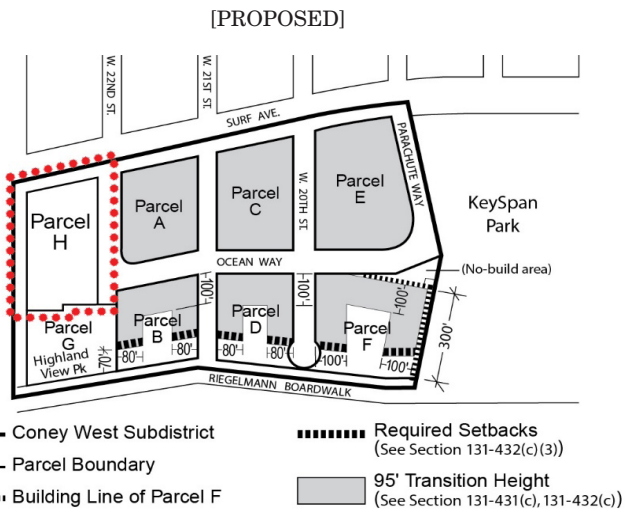 [PROPOSED]
W. 22ND ST.
W. 21ST ST.
SURF AVE.
PARACHUTE WAY
Parcel
H
Parcel
A
Parcel
C
W. 20TH ST.
Parcel
E
KeySpan
Park
OCEAN WAY
(No-build area)
100'
100'
100'
Parcel
G
Highland
View Pk
70'
Parcel
B
80'
80'
Parcel
D
80'
100'
Parcel
F
100'
300'
RIEGELMANN BOARDWALK
Coney West Subdistrict
Parcel Boundary
Building Line of Parcel F
Required Setbacks
(See Section 131-432(c)(3))
95' Transition Height
(See Section 131-431(c), 131-432(c))